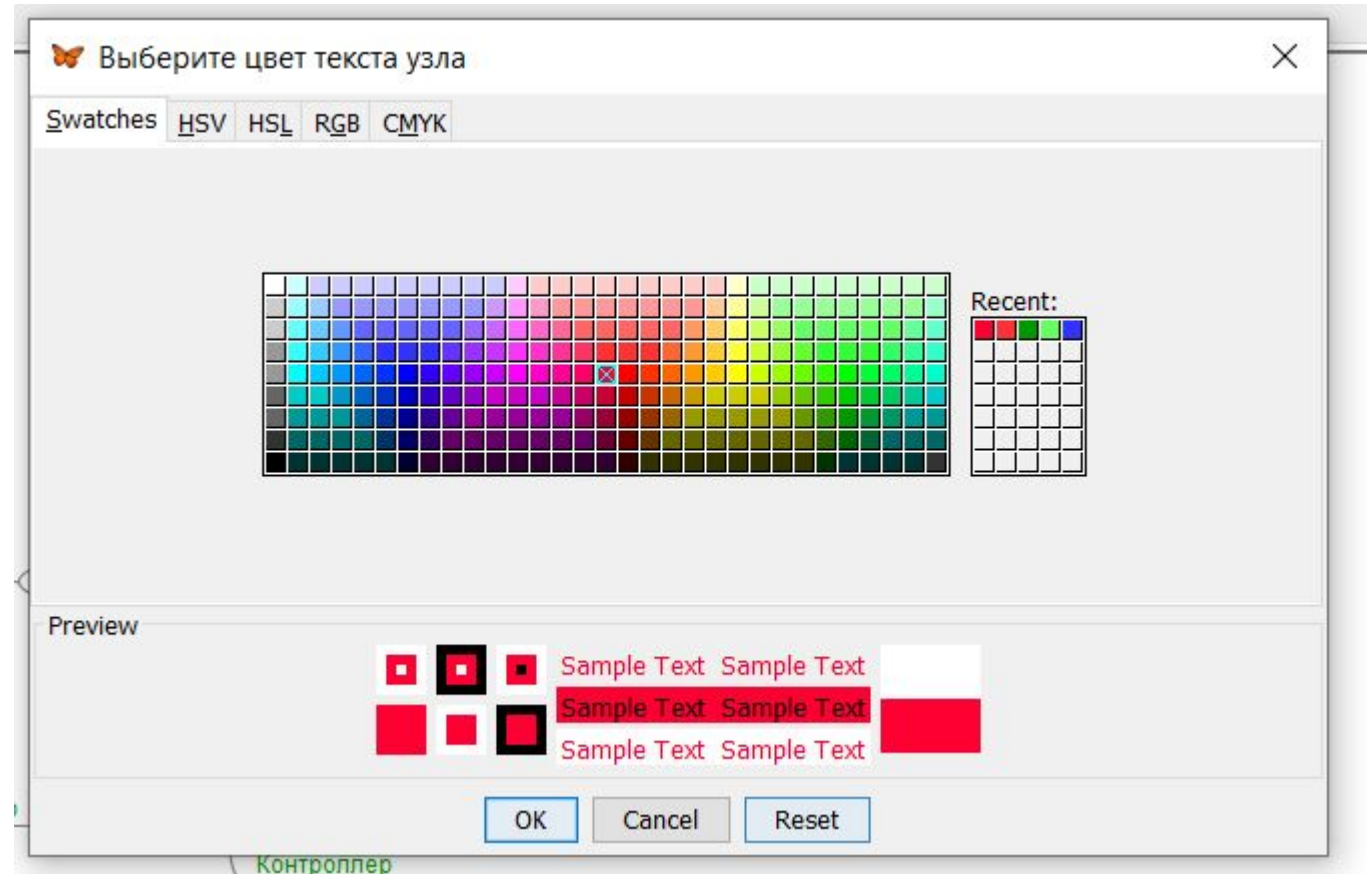 Выберите цвет текста узла
Swatches HSV HSL RGB CMYK
Recent:
Preview
Sample Text Sample Text
Sample Text Sample Text
Sample Text Sample Text
OK Cancel Reset
Контроллер